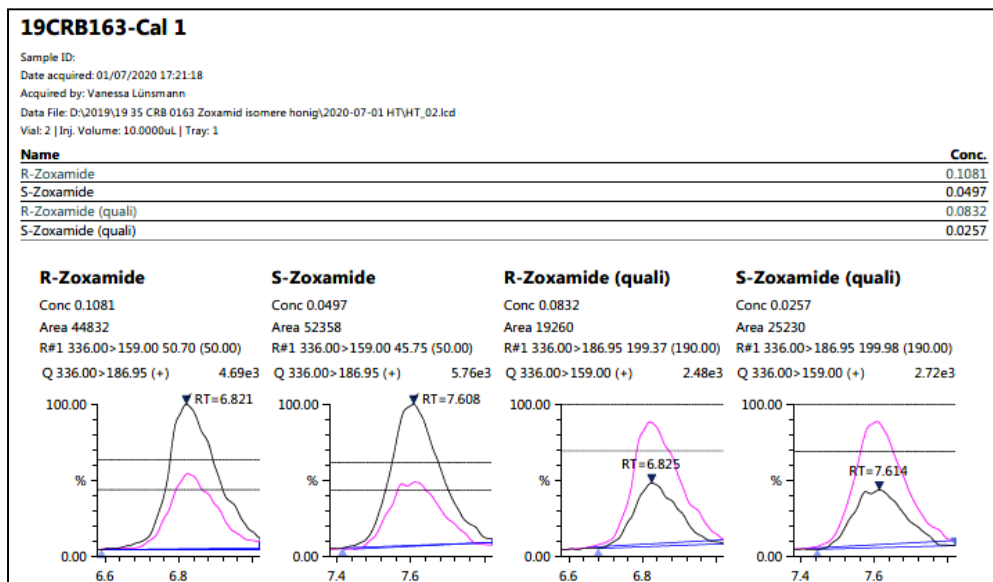 19CRB163-Cal 1
Sample ID:
Date acquired: 01/07/2020 17:21:18
Acquired by: Vanessa Lünsmann
Data File: D:\2019\19 35 CRB 0163 Zoxamid isomere honig\2020-07-01 HT\HT_02.lcd
Vial: 2 | Inj. Volume: 10.0000uL | Tray: 1
Name Conc.
R-Zoxamide 0.1081
S-Zoxamide 0.0497
R-Zoxamide (quali) 0.0832
S-Zoxamide (quali) 0.0257
R-Zoxamide S-Zoxamide R-Zoxamide (quali) S-Zoxamide (quali)
Conc 0.1081 Conc 0.0497 Conc 0.0832 Conc 0.0257
Area 44832 Area 52358 Area 19260 Area 25230
R#1 336.00>159.00 50.70 (50.00) R#1 336.00>159.00 45.75 (50.00) R#1 336.00>186.95 199.37 (190.00) R#1 336.00>186.95 199.98 (190.00)
Q 336.00>186.95 (+) 4.69e3 Q 336.00>186.95 (+) 5.76e3 Q 336.00>159.00 (+) 2.48e3 Q 336.00>159.00 (+) 2.72e3
100.00 RT=6.821 100.00 RT=7.608 100.00 100.00
% % RT=6.825 % RT=7.614 %
0.00 0.00 0.00 0.00
6.6 6.8 7.4 7.6 6.6 6.8 7.4 7.6